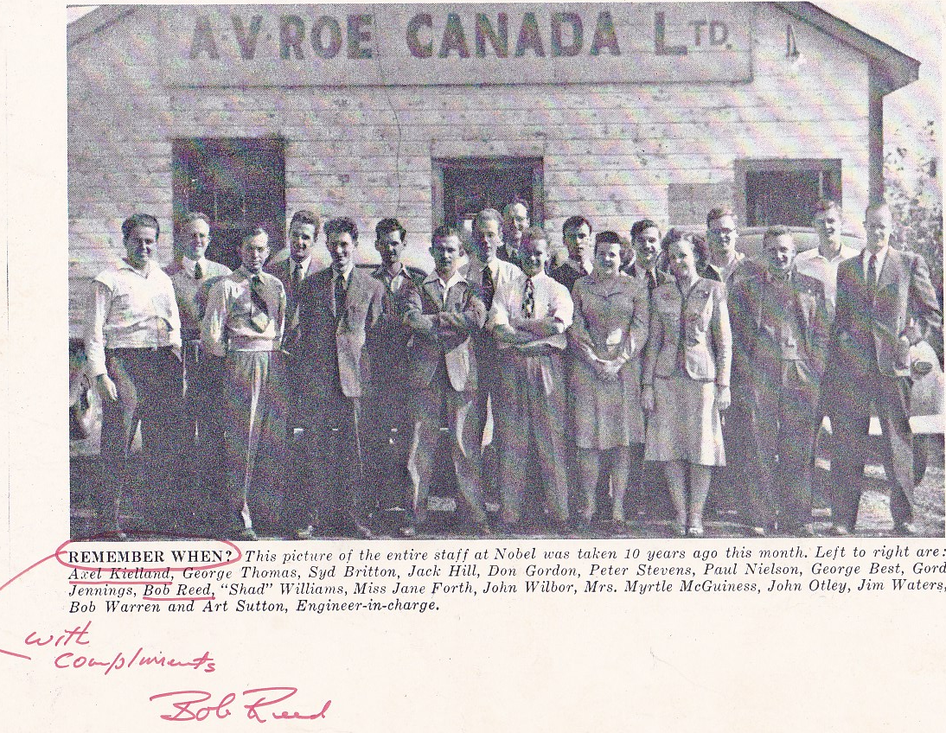 A·V·ROE CANADA LTD.
REMEMBER WHEN? This picture of the entire staff at Nobel was taken 10 years ago this month. Left to right are:
Axel Kielland, George Thomas, Syd Britton, Jack Hill, Don Gordon, Peter Stevens, Paul Nielson, George Best, Gord
Jennings, Bob Reed, "Shad" Williams, Miss Jane Forth, John Wilbor, Mrs. Myrtle McGuiness, John Otley, Jim Waters,
Bob Warren and Art Sutton, Engineer-in-charge.
with
compliments
Bob Reed